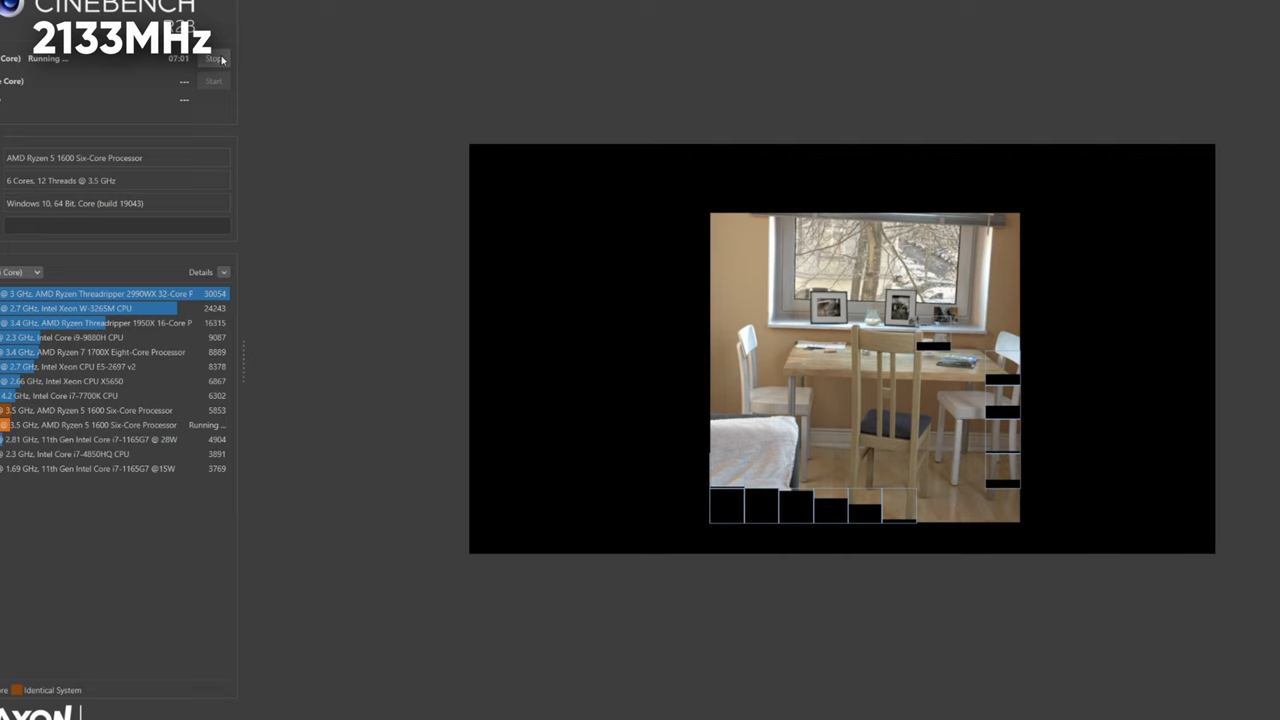 CINEBENCH
R23
2133MHz
Core) Running ... 07:01 Stop
e Core) --- Start
---
AMD Ryzen 5 1600 Six-Core Processor
6 Cores, 12 Threads @ 3.5 GHz
Windows 10, 64 Bit, Core (build 19043)
Core) Details
@ 3 GHz, AMD Ryzen Threadripper 2990WX 32-Core P 30054
@ 2.7 GHz, Intel Xeon W-3265M CPU 24243
@ 3.4 GHz, AMD Ryzen Threadripper 1950X 16-Core P 16315
@ 2.3 GHz, Intel Core i9-9880H CPU 9087
@ 3.4 GHz, AMD Ryzen 7 1700X Eight-Core Processor 8889
@ 2.7 GHz, Intel Xeon CPU E5-2697 v2 8378
@ 2.66 GHz, Intel Xeon CPU X5650 6867
4.2 GHz, Intel Core i7-7700K CPU 6302
@ 3.5 GHz, AMD Ryzen 5 1600 Six-Core Processor 5853
@ 3.5 GHz, AMD Ryzen 5 1600 Six-Core Processor Running ...
@ 2.81 GHz, 11th Gen Intel Core i7-1165G7 @ 28W 4904
@ 2.3 GHz, Intel Core i7-4850HQ CPU 3891
@ 1.69 GHz, 11th Gen Intel Core i7-1165G7 @15W 3769
ore Identical System
AXON